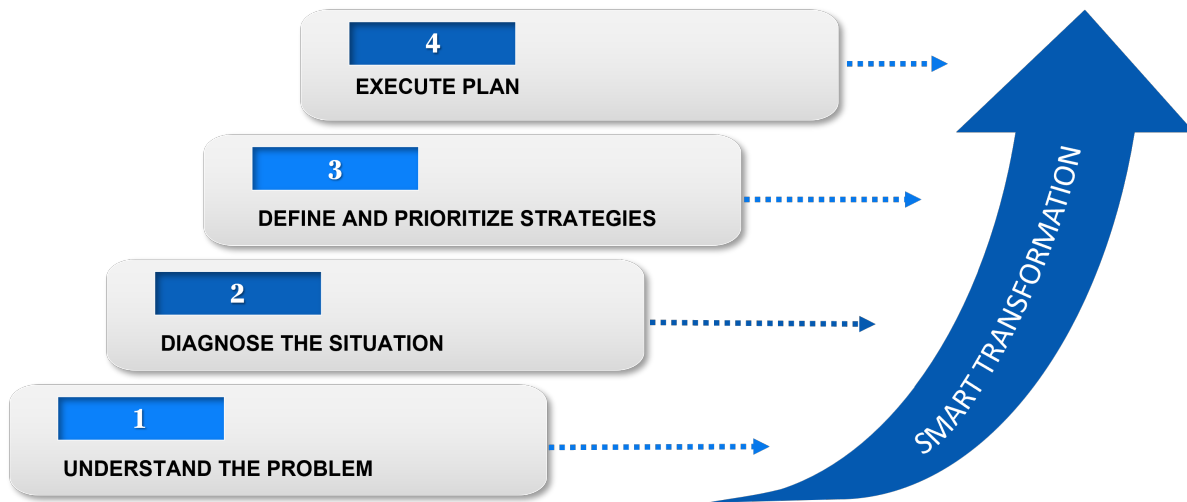 4
EXECUTE PLAN
3
DEFINE AND PRIORITIZE STRATEGIES
2
DIAGNOSE THE SITUATION
1
UNDERSTAND THE PROBLEM
SMART TRANSFORMATION